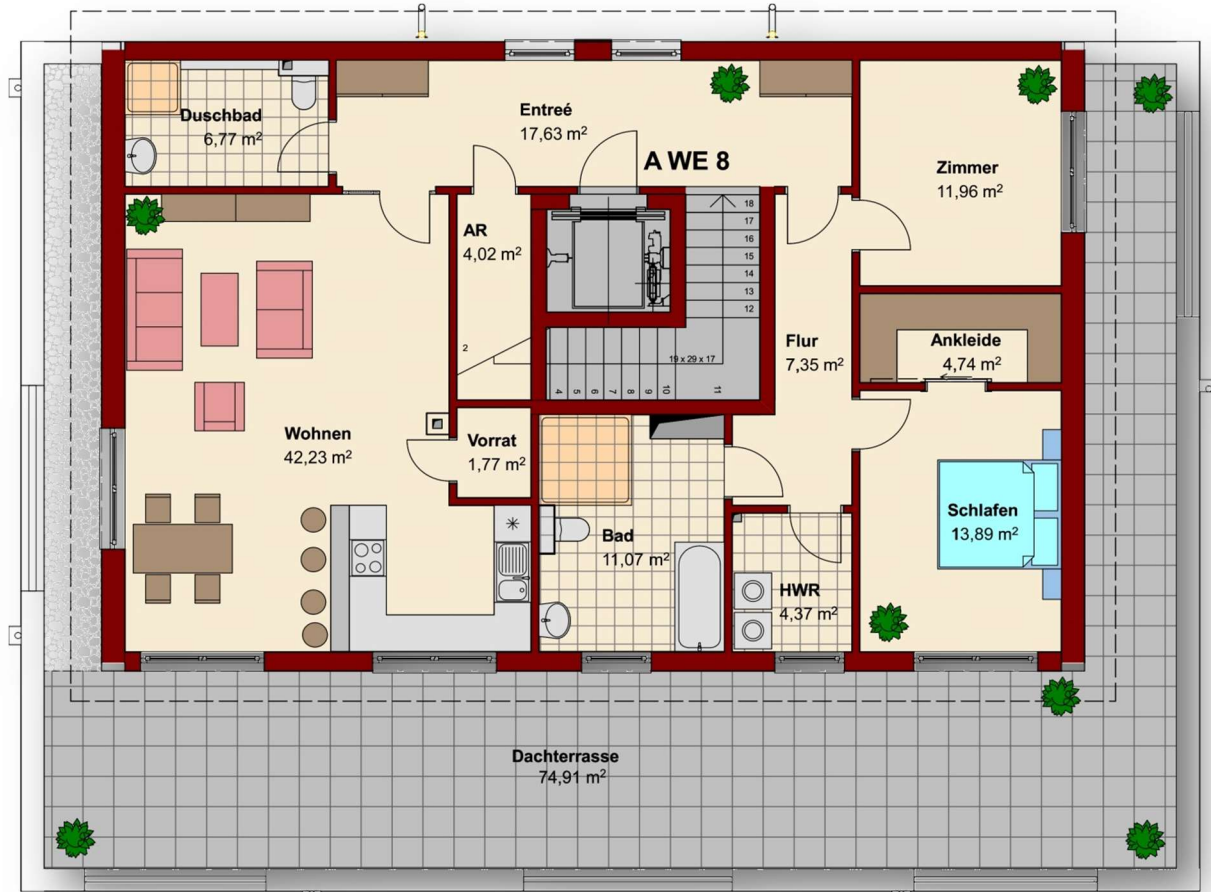 Duschbad
6,77 m²
Entreé
17,63 m²
A WE 8
Zimmer
11,96 m²
AR
4,02 m²
18
17
16
15
14
13
12
2
19 x 29 x 17
4
5
6
7
8
9
10
11
Flur
7,35 m²
Ankleide
4,74 m²
Wohnen
42,23 m²
Vorrat
1,77 m²
Bad
11,07 m²
HWR
4,37 m²
Schlafen
13,89 m²
Dachterrasse
74,91 m²